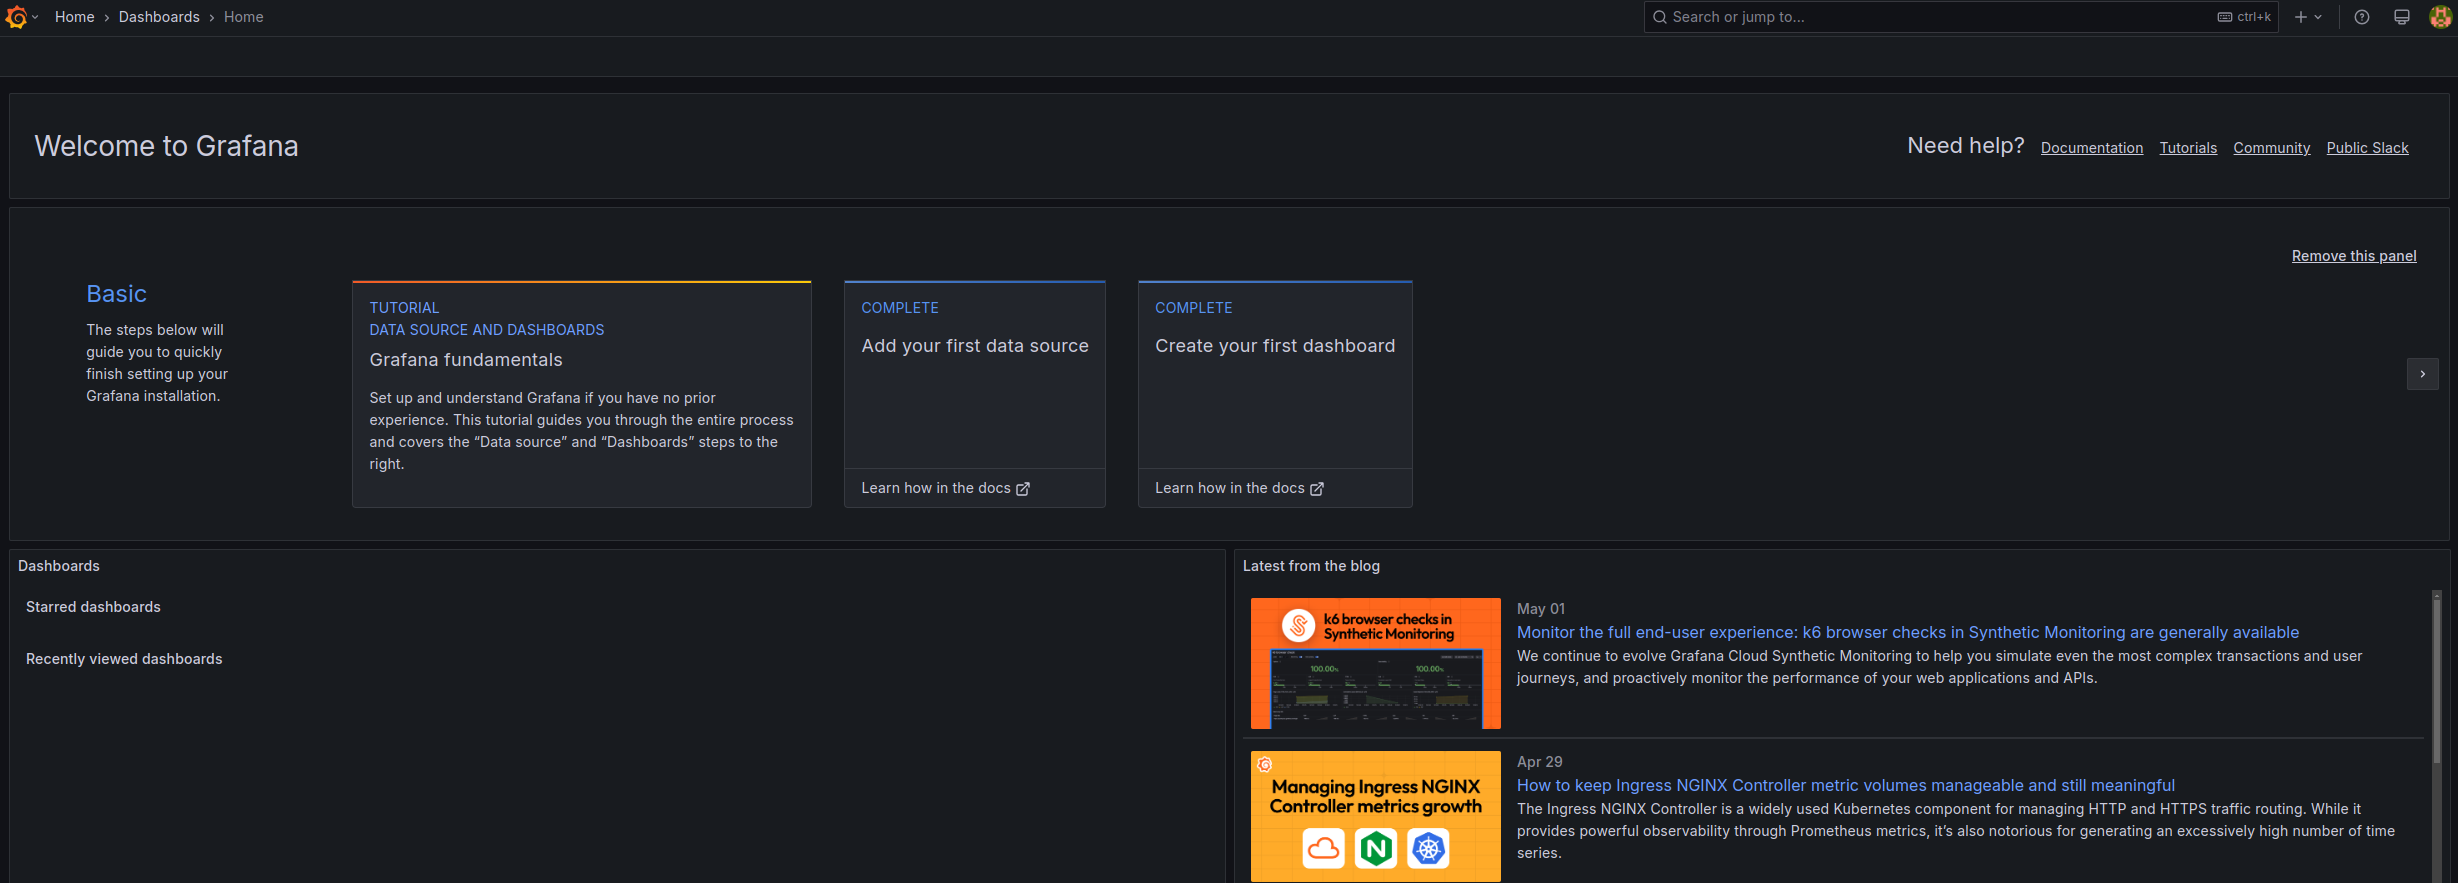 Home › Dashboards › Home
Search or jump to...
ctrl+k
Welcome to Grafana
Need help? Documentation Tutorials Community Public Slack
Remove this panel
Basic
The steps below will
guide you to quickly
finish setting up your
Grafana installation.
TUTORIAL
DATA SOURCE AND DASHBOARDS
Grafana fundamentals
Set up and understand Grafana if you have no prior
experience. This tutorial guides you through the entire process
and covers the “Data source” and “Dashboards” steps to the
right.
COMPLETE
Add your first data source
Learn how in the docs
COMPLETE
Create your first dashboard
Learn how in the docs
Dashboards
Starred dashboards
Recently viewed dashboards
Latest from the blog
k6 browser checks in
Synthetic Monitoring
100.00%
100.00%
May 01
Monitor the full end-user experience: k6 browser checks in Synthetic Monitoring are generally available
We continue to evolve Grafana Cloud Synthetic Monitoring to help you simulate even the most complex transactions and user
journeys, and proactively monitor the performance of your web applications and APIs.
Managing Ingress NGINX
Controller metrics growth
N
Apr 29
How to keep Ingress NGINX Controller metric volumes manageable and still meaningful
The Ingress NGINX Controller is a widely used Kubernetes component for managing HTTP and HTTPS traffic routing. While it
provides powerful observability through Prometheus metrics, it’s also notorious for generating an excessively high number of time
series.